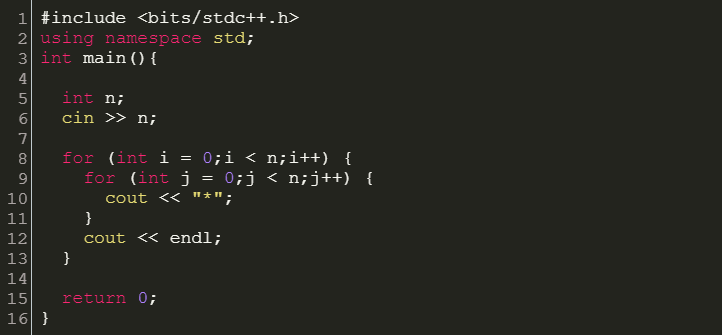 1 #include <bits/stdc++.h>
2 using namespace std;
3 int main(){
4
5   int n;
6   cin >> n;
7
8   for (int i = 0;i < n;i++) {
9     for (int j = 0;j < n;j++) {
10       cout << "*";
11     }
12     cout << endl;
13   }
14
15   return 0;
16 }